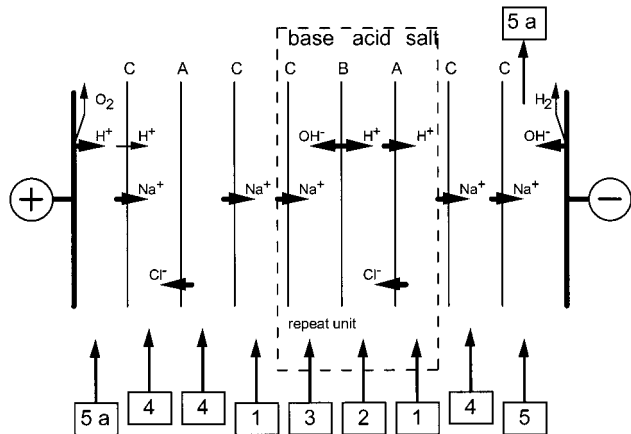 5 a
base acid salt
C A C C B A C C
O₂ H₂
H⁺ H⁺ OH⁻ H⁺ H⁺ OH⁻
+ Na⁺ Na⁺ Na⁺ Na⁺ Na⁺ −
Cl⁻ Cl⁻
repeat unit
5 a 4 4 1 3 2 1 4 5